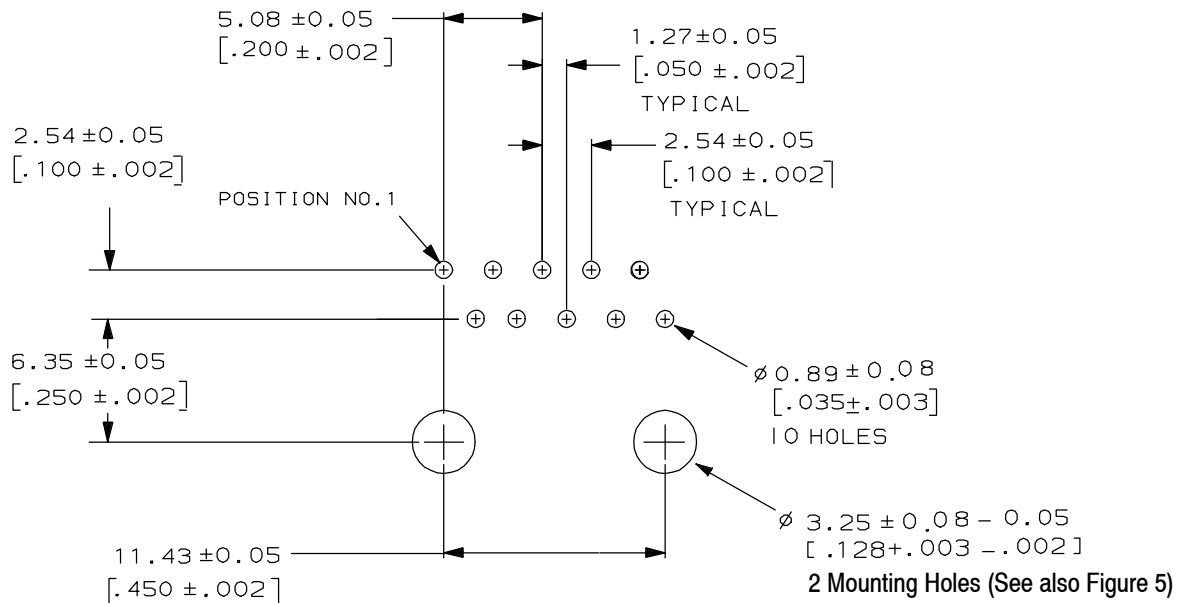 5.08 ±0.05
[.200 ±.002]
1.27±0.05
[.050 ±.002]
TYPICAL
2.54 ±0.05
[.100 ±.002]
2.54±0.05
[.100 ±.002]
TYPICAL
POSITION NO.1
6.35 ±0.05
[.250 ±.002]
ø 0.89 ± 0.08
[.035±.003]
10 HOLES
ø 3.25 ± 0.08 - 0.05
[ .128+.003 -.002 ]
2 Mounting Holes (See also Figure 5)
11.43 ±0.05
[.450 ±.002]